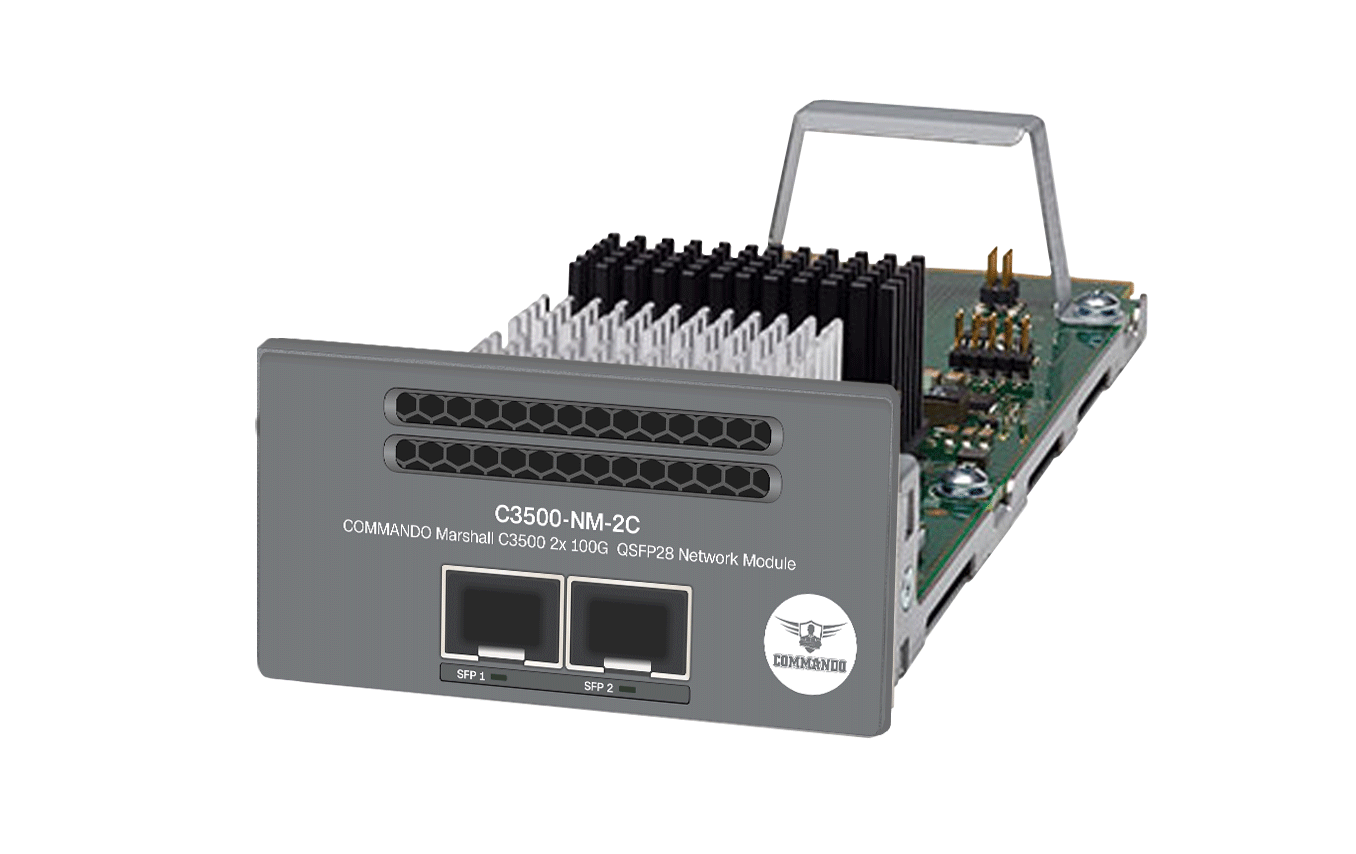 C3500-NM-2C
COMMANDO Marshall C3500 2x 100G QSFP28 Network Module
COMMANDO
SFP 1
SFP 2